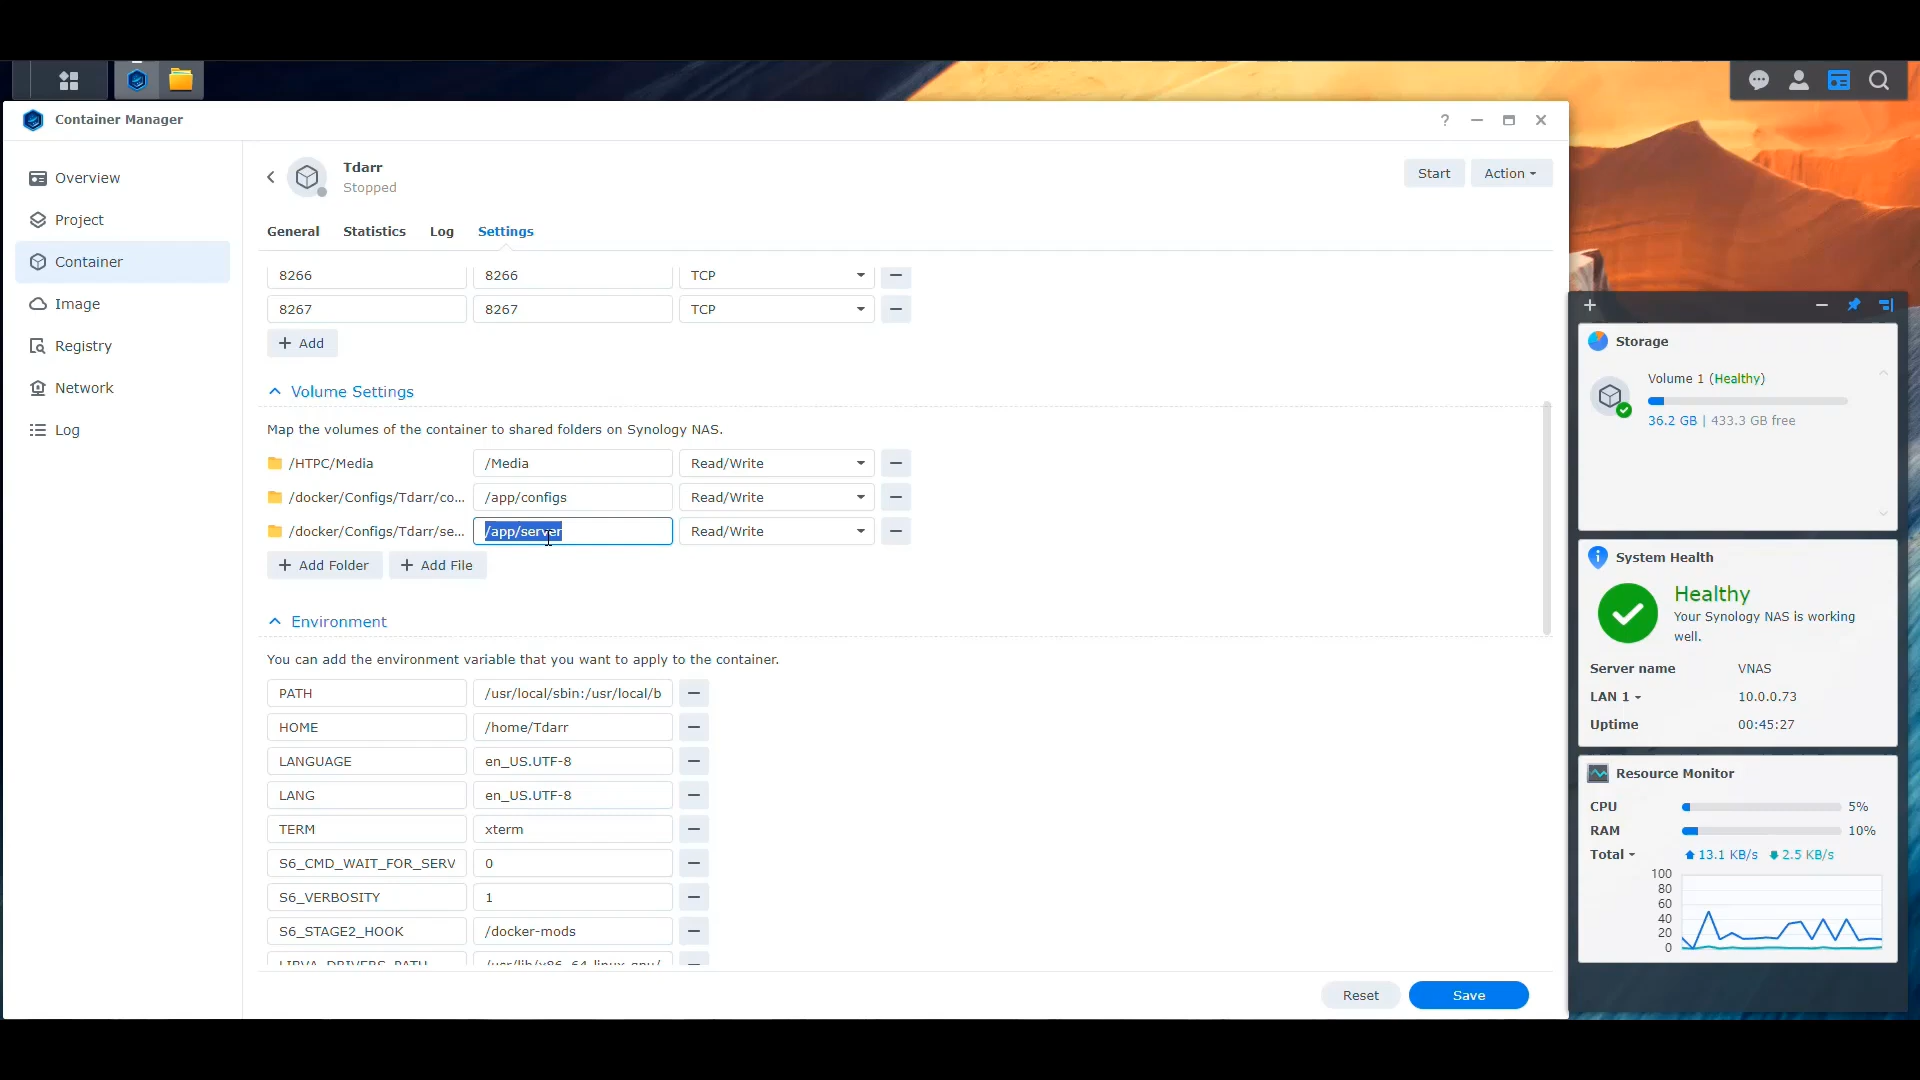 Container Manager
?
Overview
Project
Container
Image
Registry
Network
Log
Tdarr
Stopped
Start
Action
General Statistics Log Settings
8266 8266 TCP
8267 8267 TCP
+ Add
Volume Settings
Map the volumes of the container to shared folders on Synology NAS.
/HTPC/Media /Media Read/Write
/docker/Configs/Tdarr/co... /app/configs Read/Write
/docker/Configs/Tdarr/se... /app/server Read/Write
+ Add Folder + Add File
Environment
You can add the environment variable that you want to apply to the container.
PATH /usr/local/sbin:/usr/local/b
HOME /home/Tdarr
LANGUAGE en_US.UTF-8
LANG en_US.UTF-8
TERM xterm
S6_CMD_WAIT_FOR_SERV 0
S6_VERBOSITY 1
S6_STAGE2_HOOK /docker-mods
LIBVA_DRIVERS_PATH /usr/lib/x86_64-linux-gnu/
Reset Save
Storage
Volume 1 (Healthy)
36.2 GB | 433.3 GB free
System Health
Healthy
Your Synology NAS is working
well.
Server name VNAS
LAN 1 10.0.0.73
Uptime 00:45:27
Resource Monitor
CPU 5%
RAM 10%
Total 13.1 KB/s 2.5 KB/s
100
80
60
40
20
0